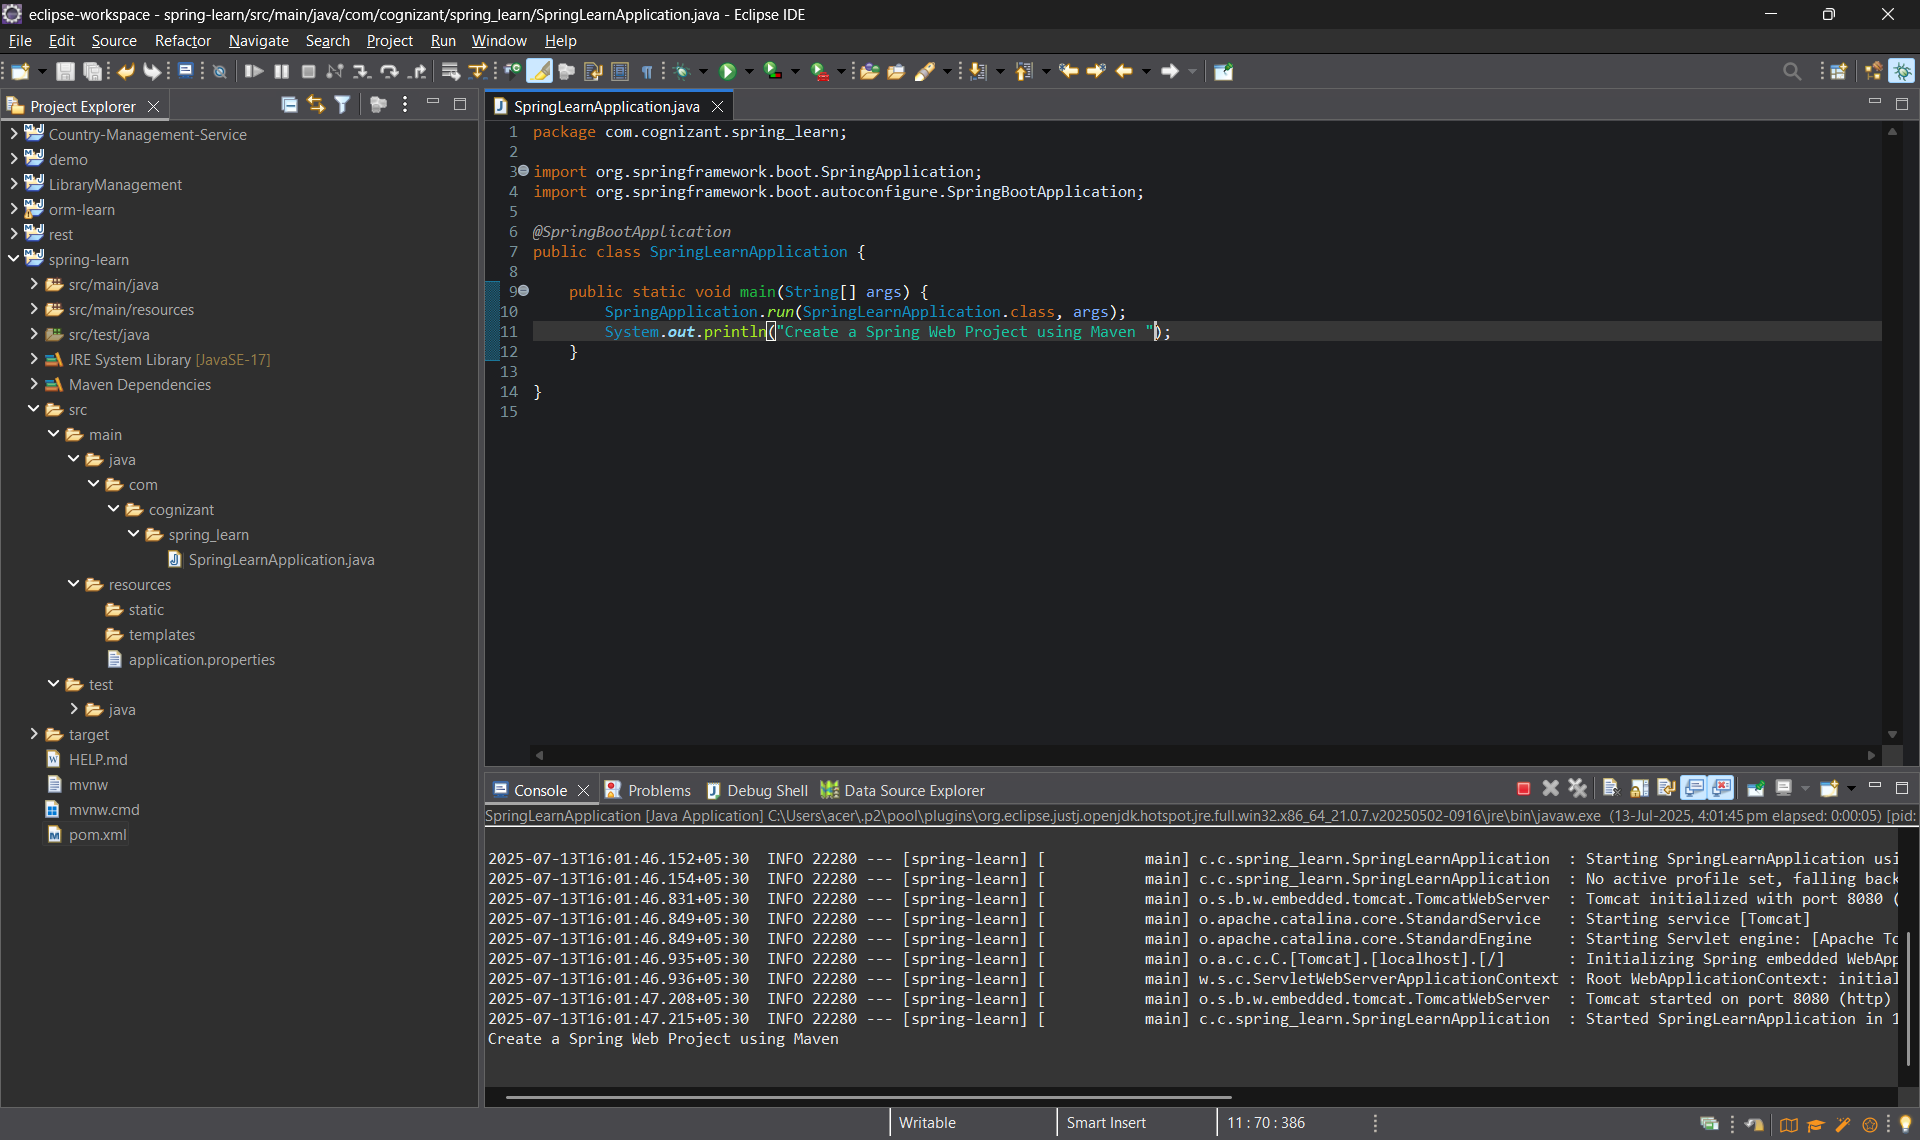 eclipse-workspace - spring-learn/src/main/java/com/cognizant/spring_learn/SpringLearnApplication.java - Eclipse IDE
File Edit Source Refactor Navigate Search Project Run Window Help
Project Explorer
Country-Management-Service
demo
LibraryManagement
orm-learn
rest
spring-learn
src/main/java
src/main/resources
src/test/java
JRE System Library [JavaSE-17]
Maven Dependencies
src
main
java
com
cognizant
spring_learn
SpringLearnApplication.java
resources
static
templates
application.properties
test
java
target
HELP.md
mvnw
mvnw.cmd
pom.xml
SpringLearnApplication.java
1 package com.cognizant.spring_learn;
2
3 import org.springframework.boot.SpringApplication;
4 import org.springframework.boot.autoconfigure.SpringBootApplication;
5
6 @SpringBootApplication
7 public class SpringLearnApplication {
8
9 public static void main(String[] args) {
10 SpringApplication.run(SpringLearnApplication.class, args);
11 System.out.println("Create a Spring Web Project using Maven ");
12 }
13
14 }
15
Console Problems Debug Shell Data Source Explorer
SpringLearnApplication [Java Application] C:\Users\acer\.p2\pool\plugins\org.eclipse.justj.openjdk.hotspot.jre.full.win32.x86_64_21.0.7.v20250502-0916\jre\bin\javaw.exe (13-Jul-2025, 4:01:45 pm elapsed: 0:00:05) [pid:
2025-07-13T16:01:46.152+05:30 INFO 22280 --- [spring-learn] [ main] c.c.spring_learn.SpringLearnApplication : Starting SpringLearnApplication usi
2025-07-13T16:01:46.154+05:30 INFO 22280 --- [spring-learn] [ main] c.c.spring_learn.SpringLearnApplication : No active profile set, falling back
2025-07-13T16:01:46.831+05:30 INFO 22280 --- [spring-learn] [ main] o.s.b.w.embedded.tomcat.TomcatWebServer : Tomcat initialized with port 8080 (
2025-07-13T16:01:46.849+05:30 INFO 22280 --- [spring-learn] [ main] o.apache.catalina.core.StandardService : Starting service [Tomcat]
2025-07-13T16:01:46.849+05:30 INFO 22280 --- [spring-learn] [ main] o.apache.catalina.core.StandardEngine : Starting Servlet engine: [Apache To
2025-07-13T16:01:46.935+05:30 INFO 22280 --- [spring-learn] [ main] o.a.c.c.C.[Tomcat].[localhost].[/] : Initializing Spring embedded WebApp
2025-07-13T16:01:46.936+05:30 INFO 22280 --- [spring-learn] [ main] w.s.c.ServletWebServerApplicationContext : Root WebApplicationContext: initial
2025-07-13T16:01:47.208+05:30 INFO 22280 --- [spring-learn] [ main] o.s.b.w.embedded.tomcat.TomcatWebServer : Tomcat started on port 8080 (http)
2025-07-13T16:01:47.215+05:30 INFO 22280 --- [spring-learn] [ main] c.c.spring_learn.SpringLearnApplication : Started SpringLearnApplication in 1
Create a Spring Web Project using Maven
Writable Smart Insert 11 : 70 : 386